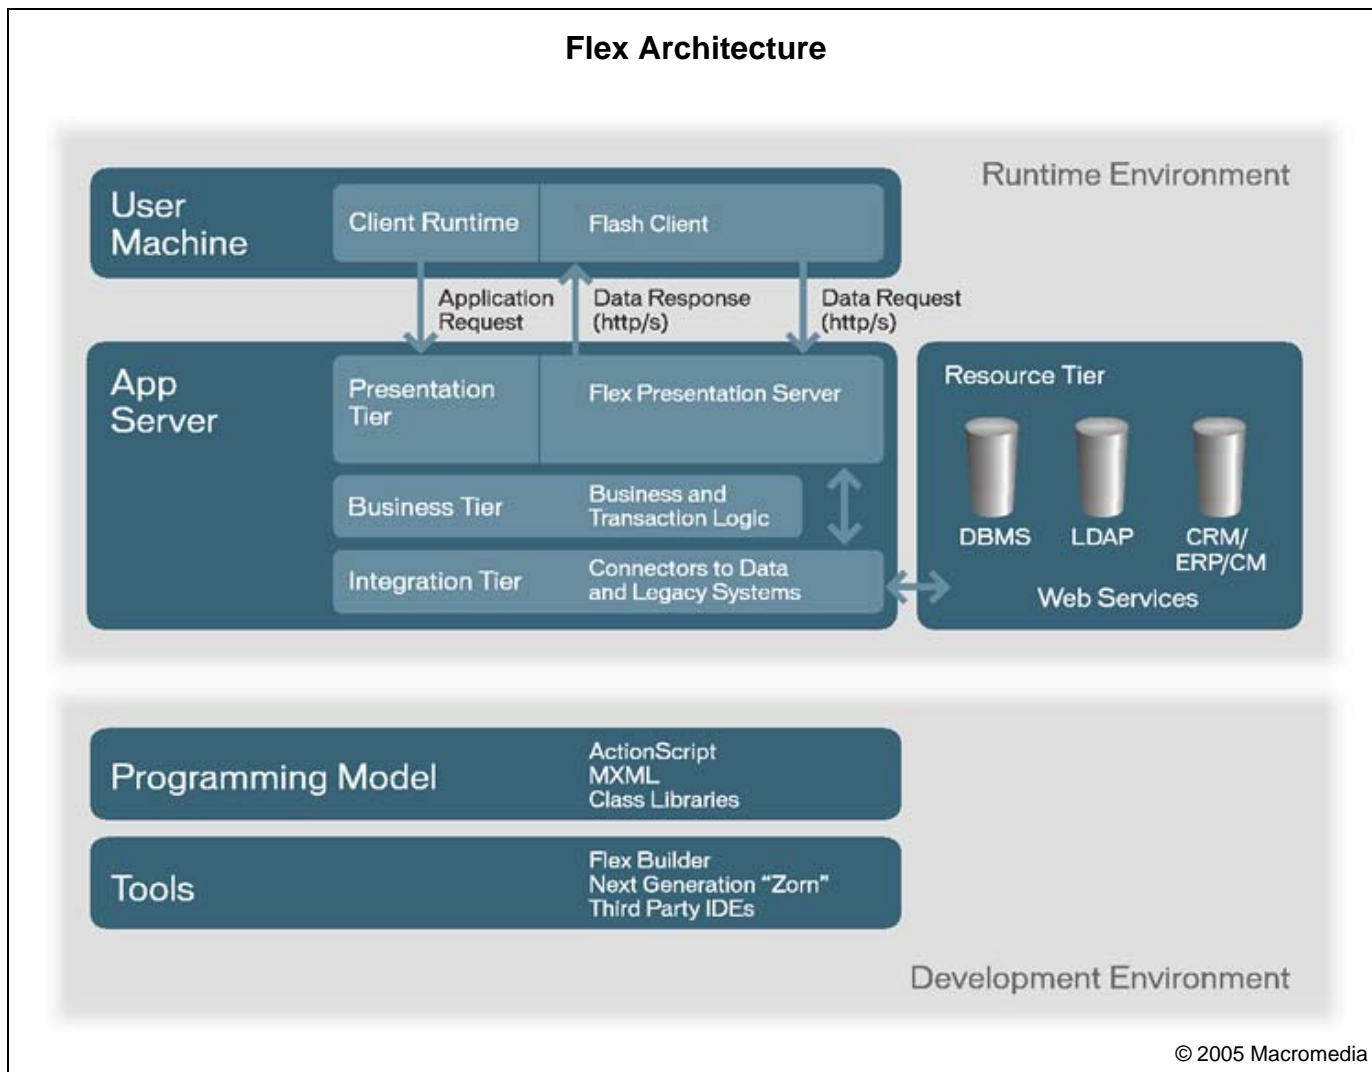 Flex Architecture
Runtime Environment
User
Machine
Client Runtime
Flash Client
Application
Request
Data Response
(http/s)
Data Request
(http/s)
App
Server
Presentation
Tier
Flex Presentation Server
Business Tier
Business and
Transaction Logic
Integration Tier
Connectors to Data
and Legacy Systems
Resource Tier
DBMS
LDAP
CRM/
ERP/CM
Web Services
Programming Model
ActionScript
MXML
Class Libraries
Tools
Flex Builder
Next Generation “Zorn”
Third Party IDEs
Development Environment
© 2005 Macromedia